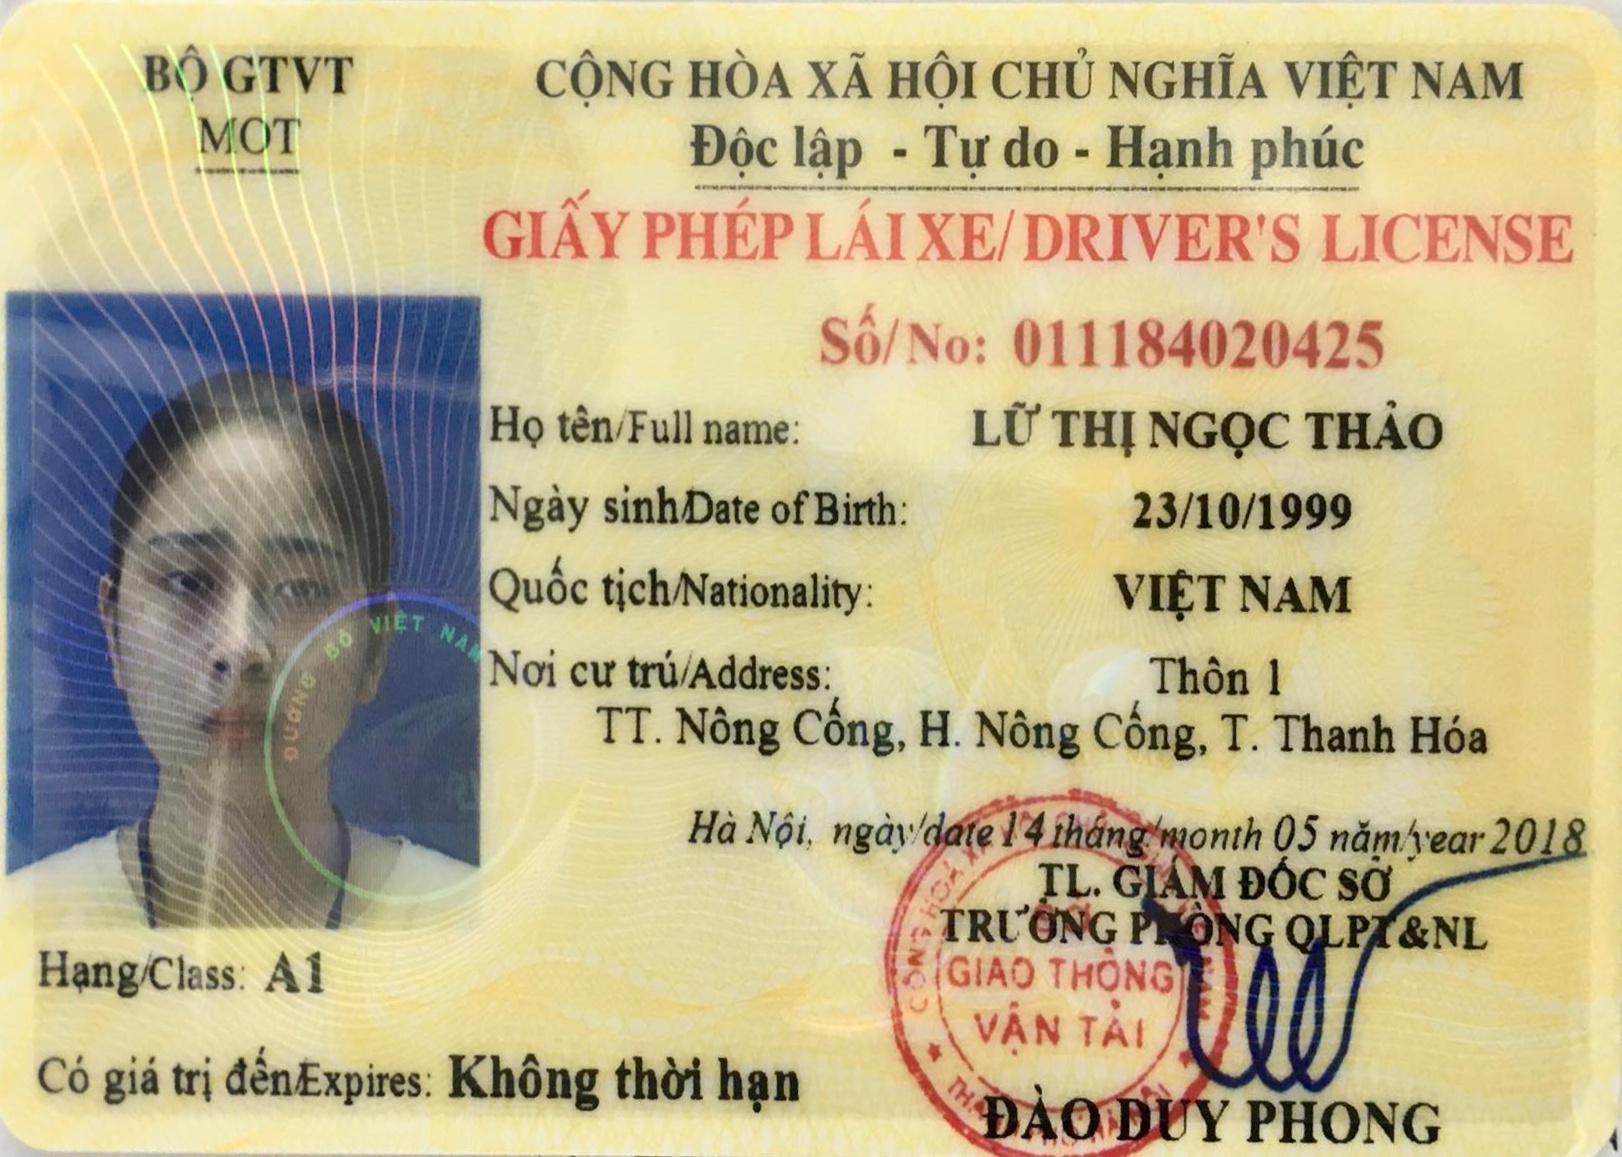 BỘ GTVT
MOT
CỘNG HÒA XÃ HỘI CHỦ NGHĨA VIỆT NAM
Độc lập - Tự do - Hạnh phúc
GIẤY PHÉP LÁI XE/ DRIVER'S LICENSE
Số/No: 011184020425
Họ tên/Full name: LỮ THỊ NGỌC THẢO
Ngày sinh/Date of Birth: 23/10/1999
Quốc tịch/Nationality: VIỆT NAM
Nơi cư trú/Address: Thôn 1
TT. Nông Cống, H. Nông Cống, T. Thanh Hóa
Hà Nội, ngày/date 14 tháng/month 05 năm/year 2018
TL. GIÁM ĐỐC SỞ
TRƯỞNG PHÒNG QLPT&NL
GIAO THÔNG
VẬN TẢI
ĐÀO DUY PHONG
ĐƯỜNG BỘ VIỆT NAM
Hạng/Class: A1
Có giá trị đến/Expires: Không thời hạn